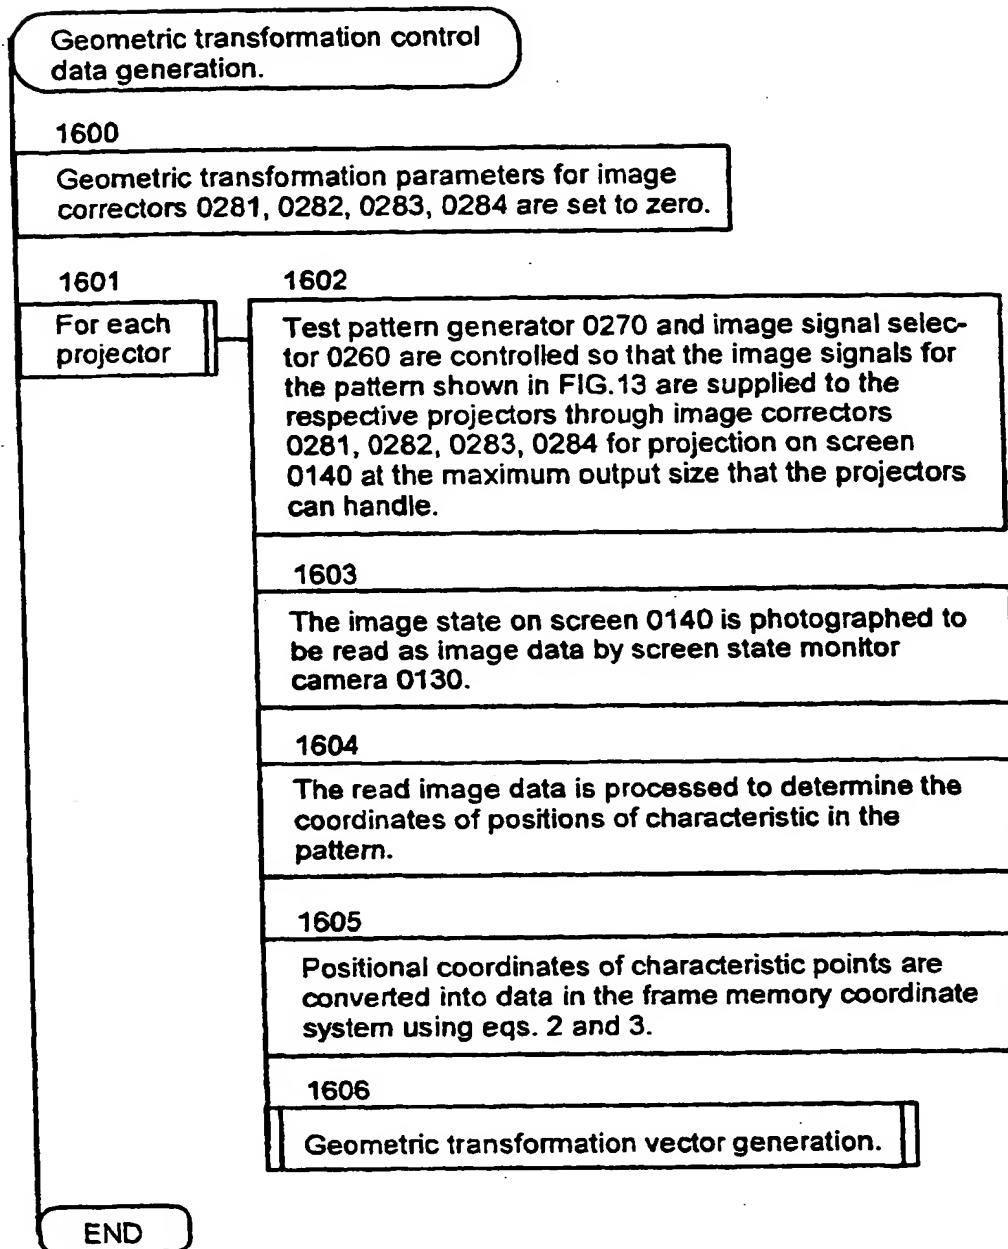 Geometric transformation control
data generation.
1600
Geometric transformation parameters for image
correctors 0281, 0282, 0283, 0284 are set to zero.
1601
For each
projector
1602
Test pattern generator 0270 and image signal selec-
tor 0260 are controlled so that the image signals for
the pattern shown in FIG.13 are supplied to the
respective projectors through image correctors
0281, 0282, 0283, 0284 for projection on screen
0140 at the maximum output size that the projectors
can handle.
1603
The image state on screen 0140 is photographed to
be read as image data by screen state monitor
camera 0130.
1604
The read image data is processed to determine the
coordinates of positions of characteristic in the
pattern.
1605
Positional coordinates of characteristic points are
converted into data in the frame memory coordinate
system using eqs. 2 and 3.
1606
Geometric transformation vector generation.
END